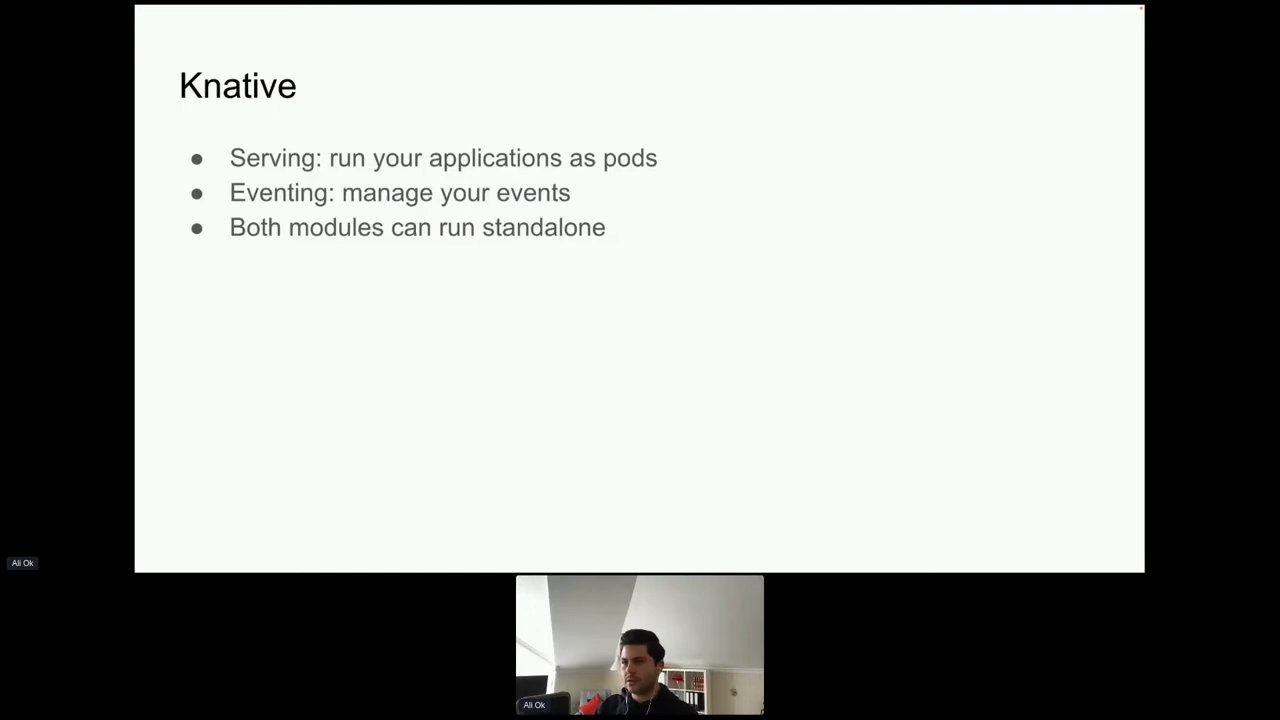 Knative
● Serving: run your applications as pods
● Eventing: manage your events
● Both modules can run standalone
Ali Ok
Ali Ok